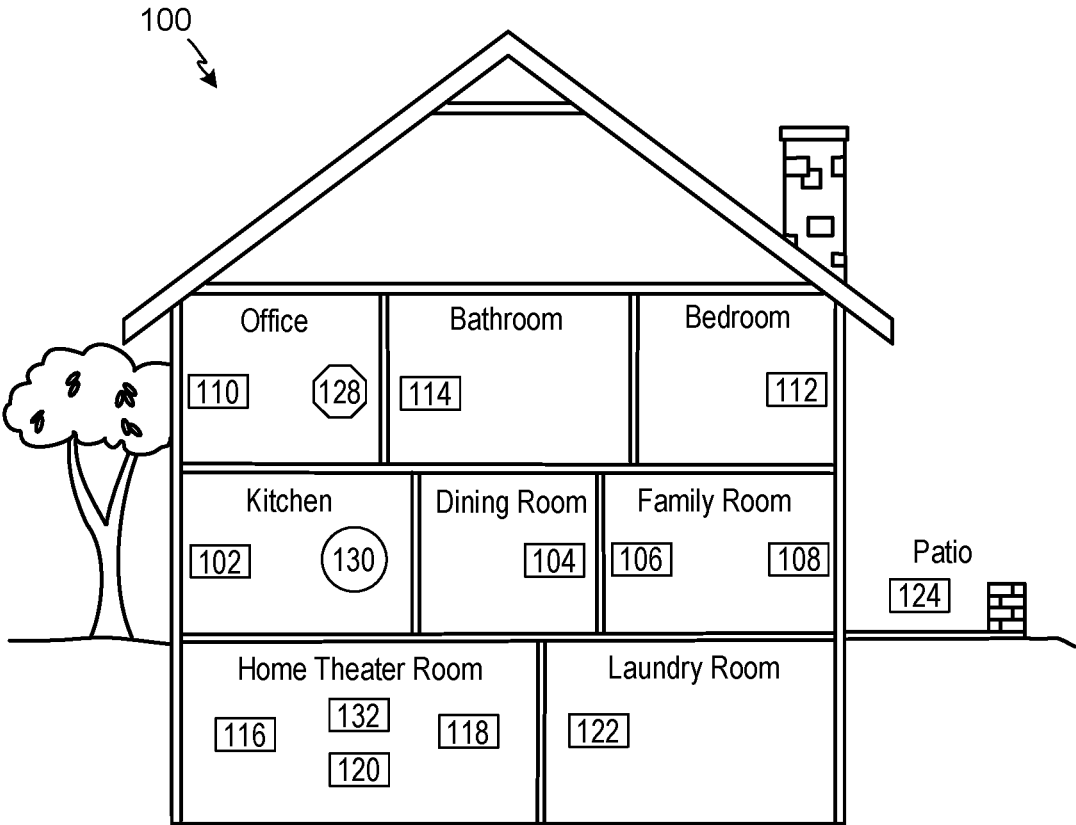 100
Office
Bathroom
Bedroom
110
128
114
112
Kitchen
Dining Room
Family Room
102
130
104
106
108
Patio
124
Home Theater Room
Laundry Room
116
132
118
120
122